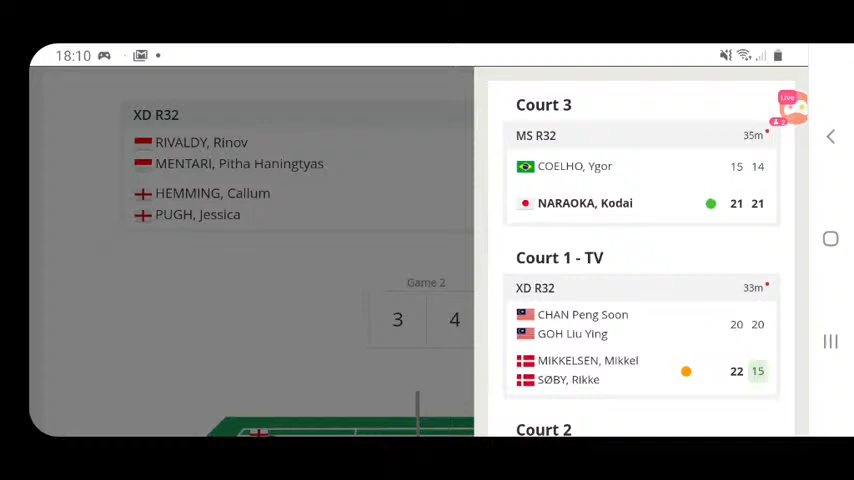 18:10
XD R32
RIVALDY, Rinov
MENTARI, Pitha Haningtyas
HEMMING, Callum
PUGH, Jessica
Game 2
3 4
Court 3
Live
2
MS R32 35m
COELHO, Ygor 15 14
NARAOKA, Kodai 21 21
Court 1 - TV
XD R32 33m
CHAN Peng Soon
GOH Liu Ying
20 20
MIKKELSEN, Mikkel
SØBY, Rikke
22 15
Court 2